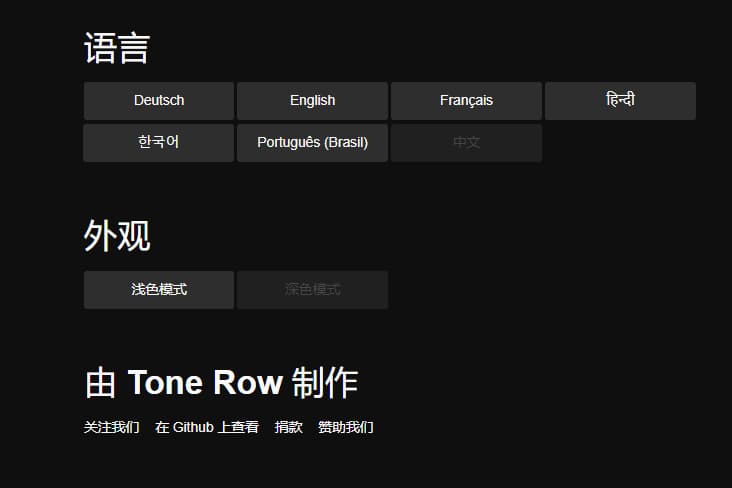 语言
Deutsch English Français हिन्दी
한국어 Português (Brasil) 中文
外观
浅色模式 深色模式
由 Tone Row 制作
关注我们 在 Github 上查看 捐款 赞助我们